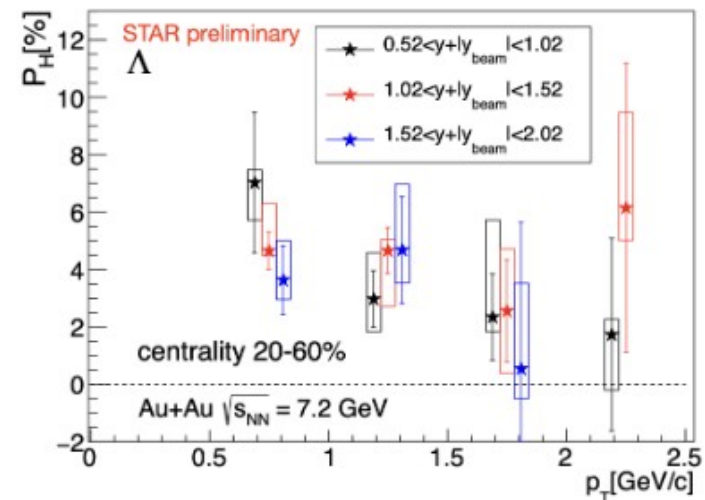 P_H[%]
12
10
8
6
4
2
0
−2
STAR preliminary
Λ
0.52<y+|y_beam|<1.02
1.02<y+|y_beam|<1.52
1.52<y+|y_beam|<2.02
centrality 20-60%
Au+Au √s_NN = 7.2 GeV
0 0.5 1 1.5 2 2.5
p_T[GeV/c]